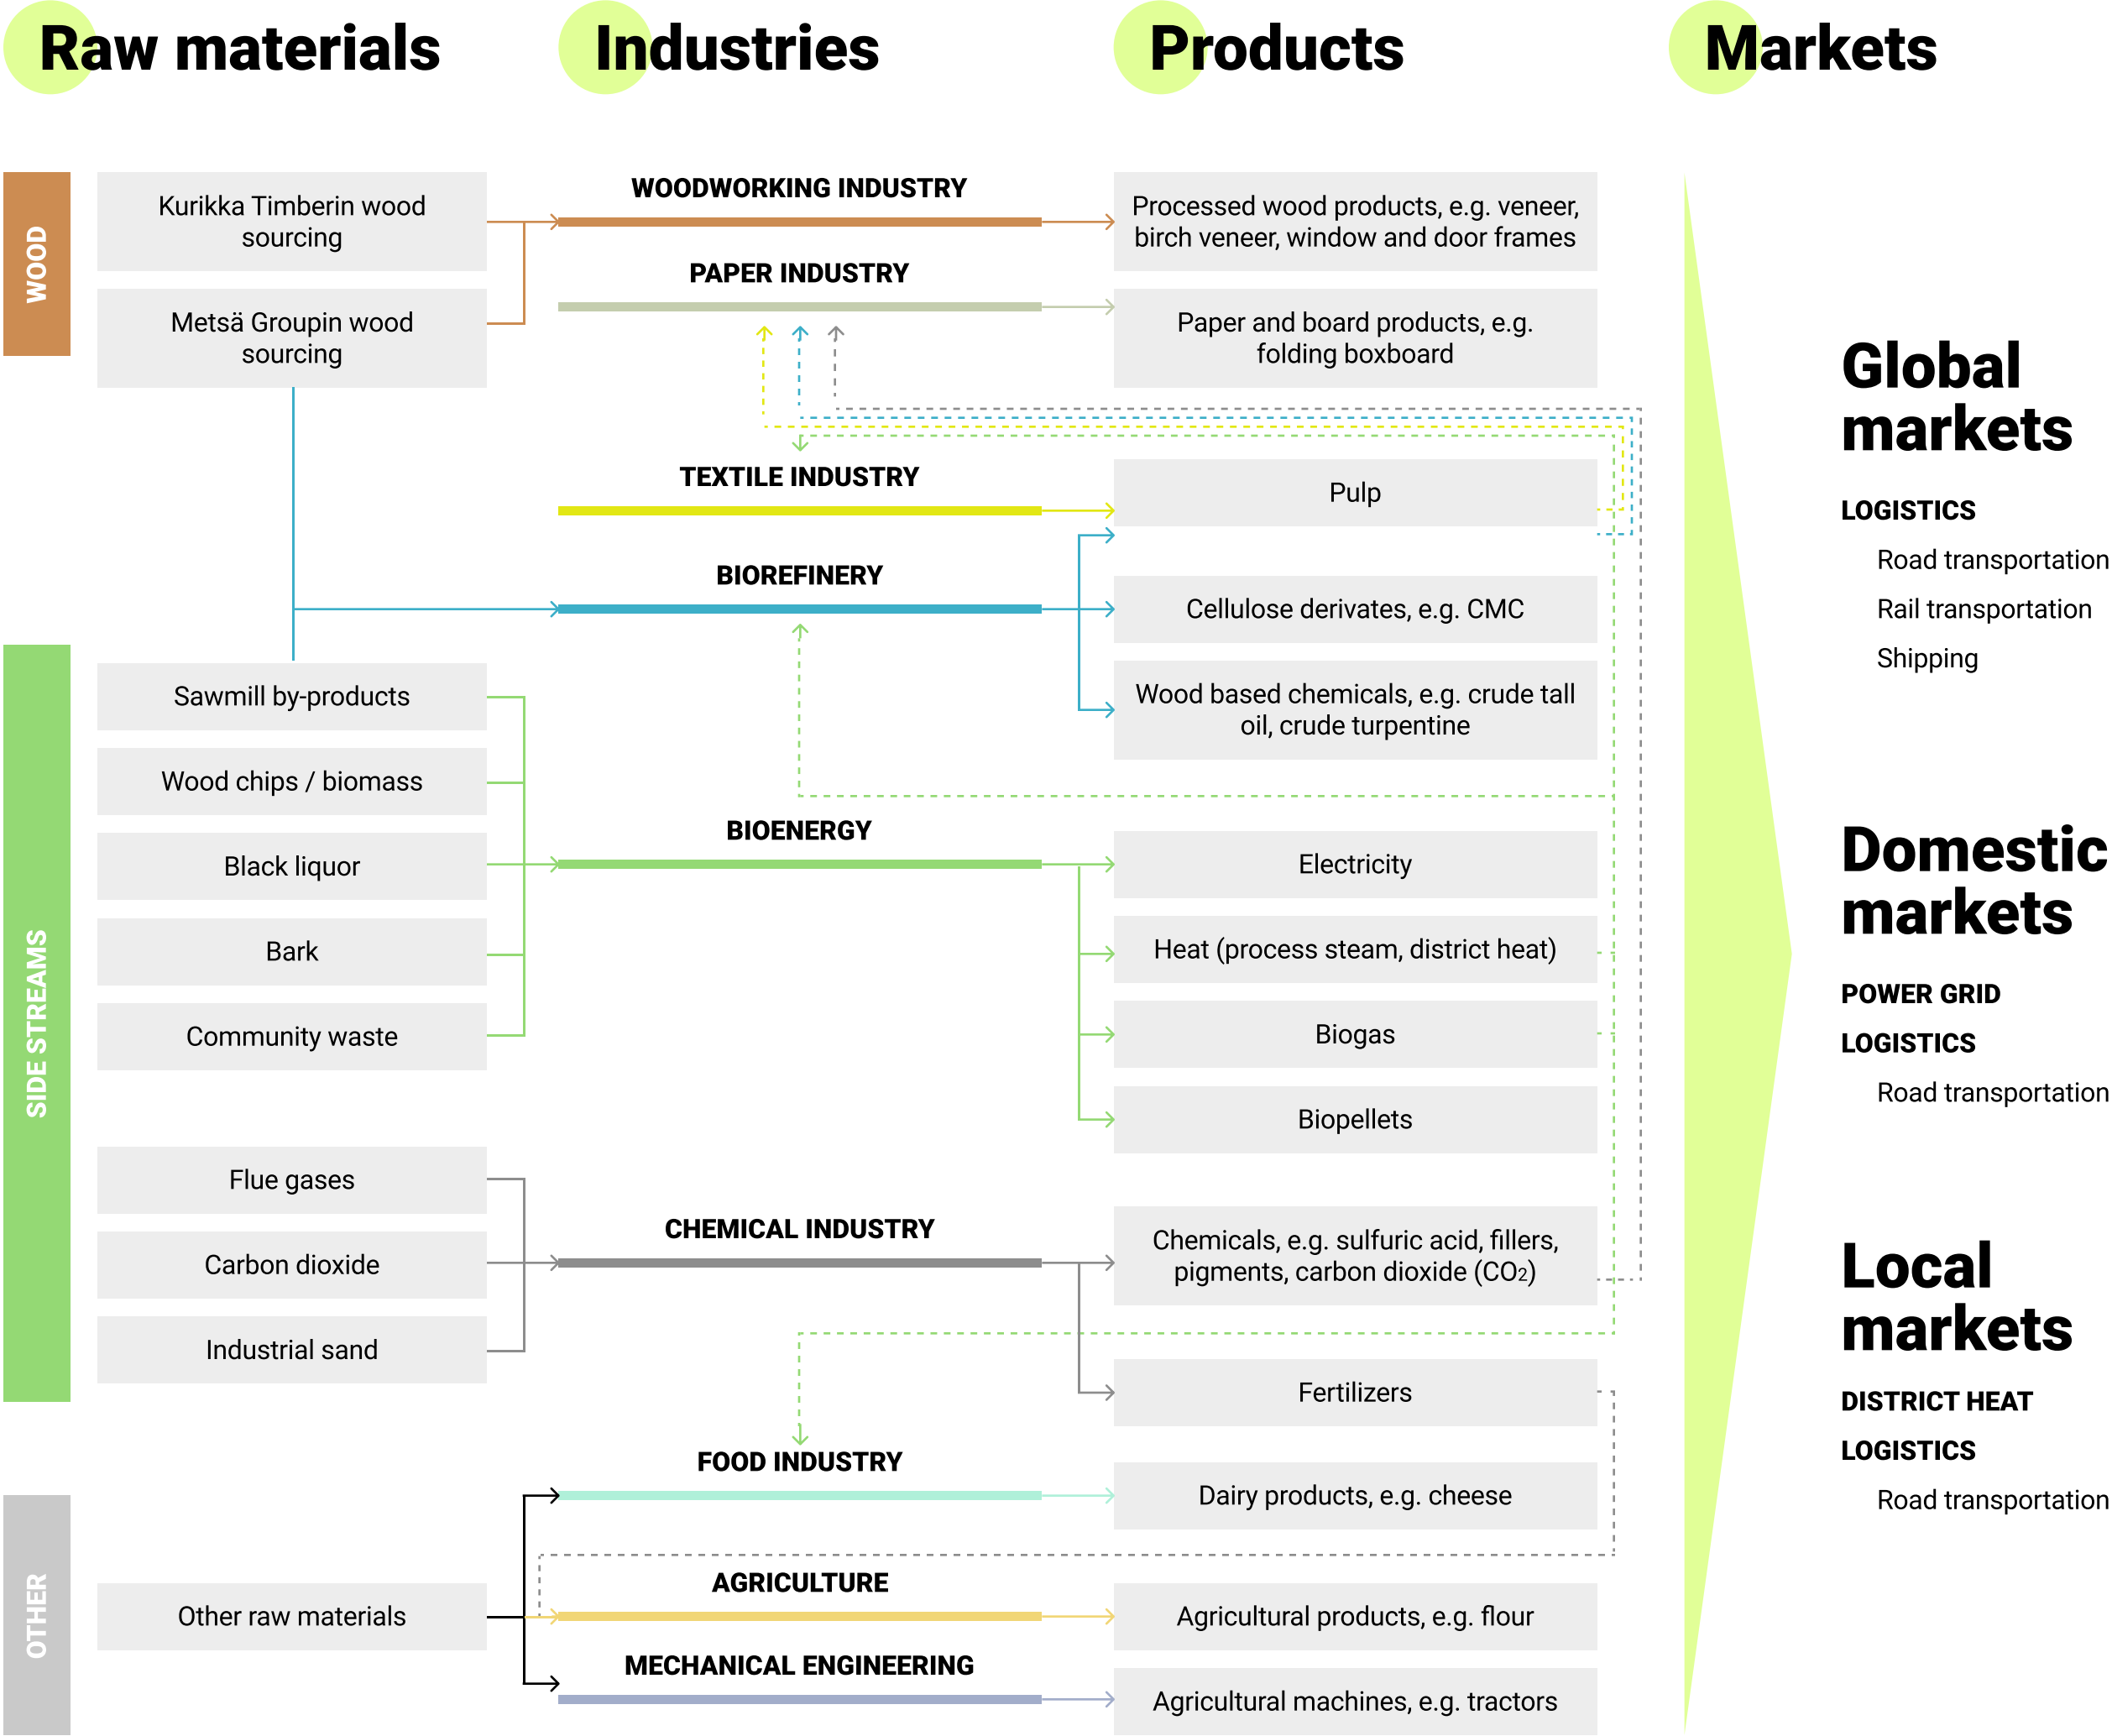 Raw materials
Industries
Products
Markets
WOOD
Kurikka Timberin wood
sourcing
Metsä Groupin wood
sourcing
SIDE STREAMS
Sawmill by-products
Wood chips / biomass
Black liquor
Bark
Community waste
Flue gases
Carbon dioxide
Industrial sand
OTHER
Other raw materials
WOODWORKING INDUSTRY
PAPER INDUSTRY
TEXTILE INDUSTRY
BIOREFINERY
BIOENERGY
CHEMICAL INDUSTRY
FOOD INDUSTRY
AGRICULTURE
MECHANICAL ENGINEERING
Processed wood products, e.g. veneer,
birch veneer, window and door frames
Paper and board products, e.g.
folding boxboard
Pulp
Cellulose derivates, e.g. CMC
Wood based chemicals, e.g. crude tall
oil, crude turpentine
Electricity
Heat (process steam, district heat)
Biogas
Biopellets
Chemicals, e.g. sulfuric acid, fillers,
pigments, carbon dioxide (CO2)
Fertilizers
Dairy products, e.g. cheese
Agricultural products, e.g. flour
Agricultural machines, e.g. tractors
Global
markets
LOGISTICS
Road transportation
Rail transportation
Shipping
Domestic
markets
POWER GRID
LOGISTICS
Road transportation
Local
markets
DISTRICT HEAT
LOGISTICS
Road transportation